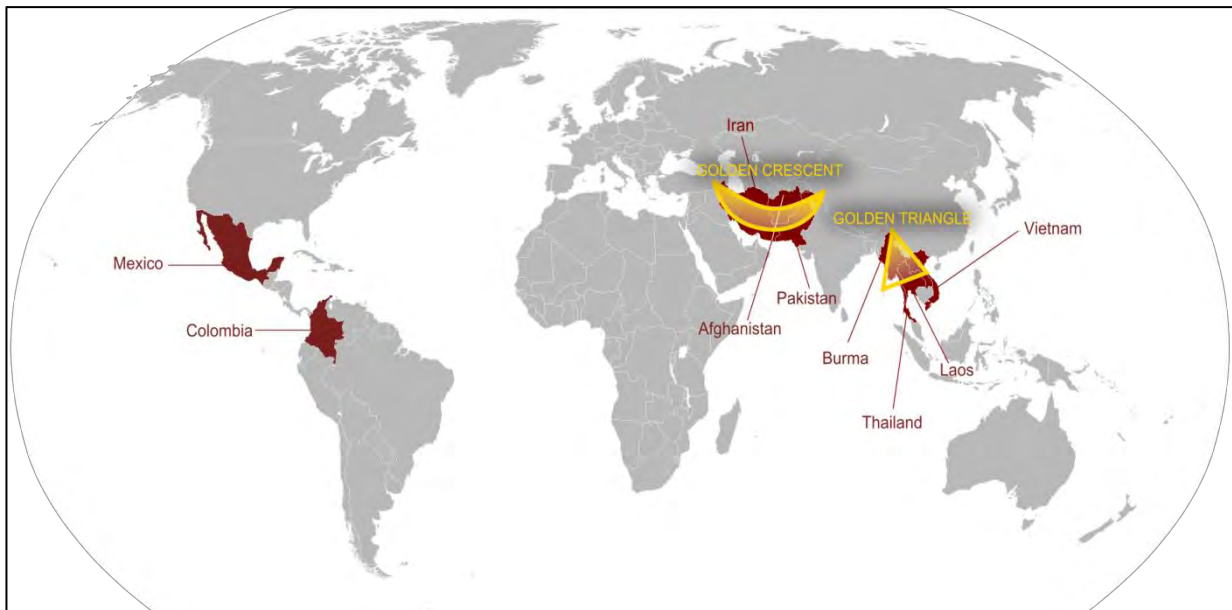 Iran
GOLDEN CRESCENT
GOLDEN TRIANGLE
Vietnam
Mexico
Pakistan
Afghanistan
Colombia
Burma
Laos
Thailand